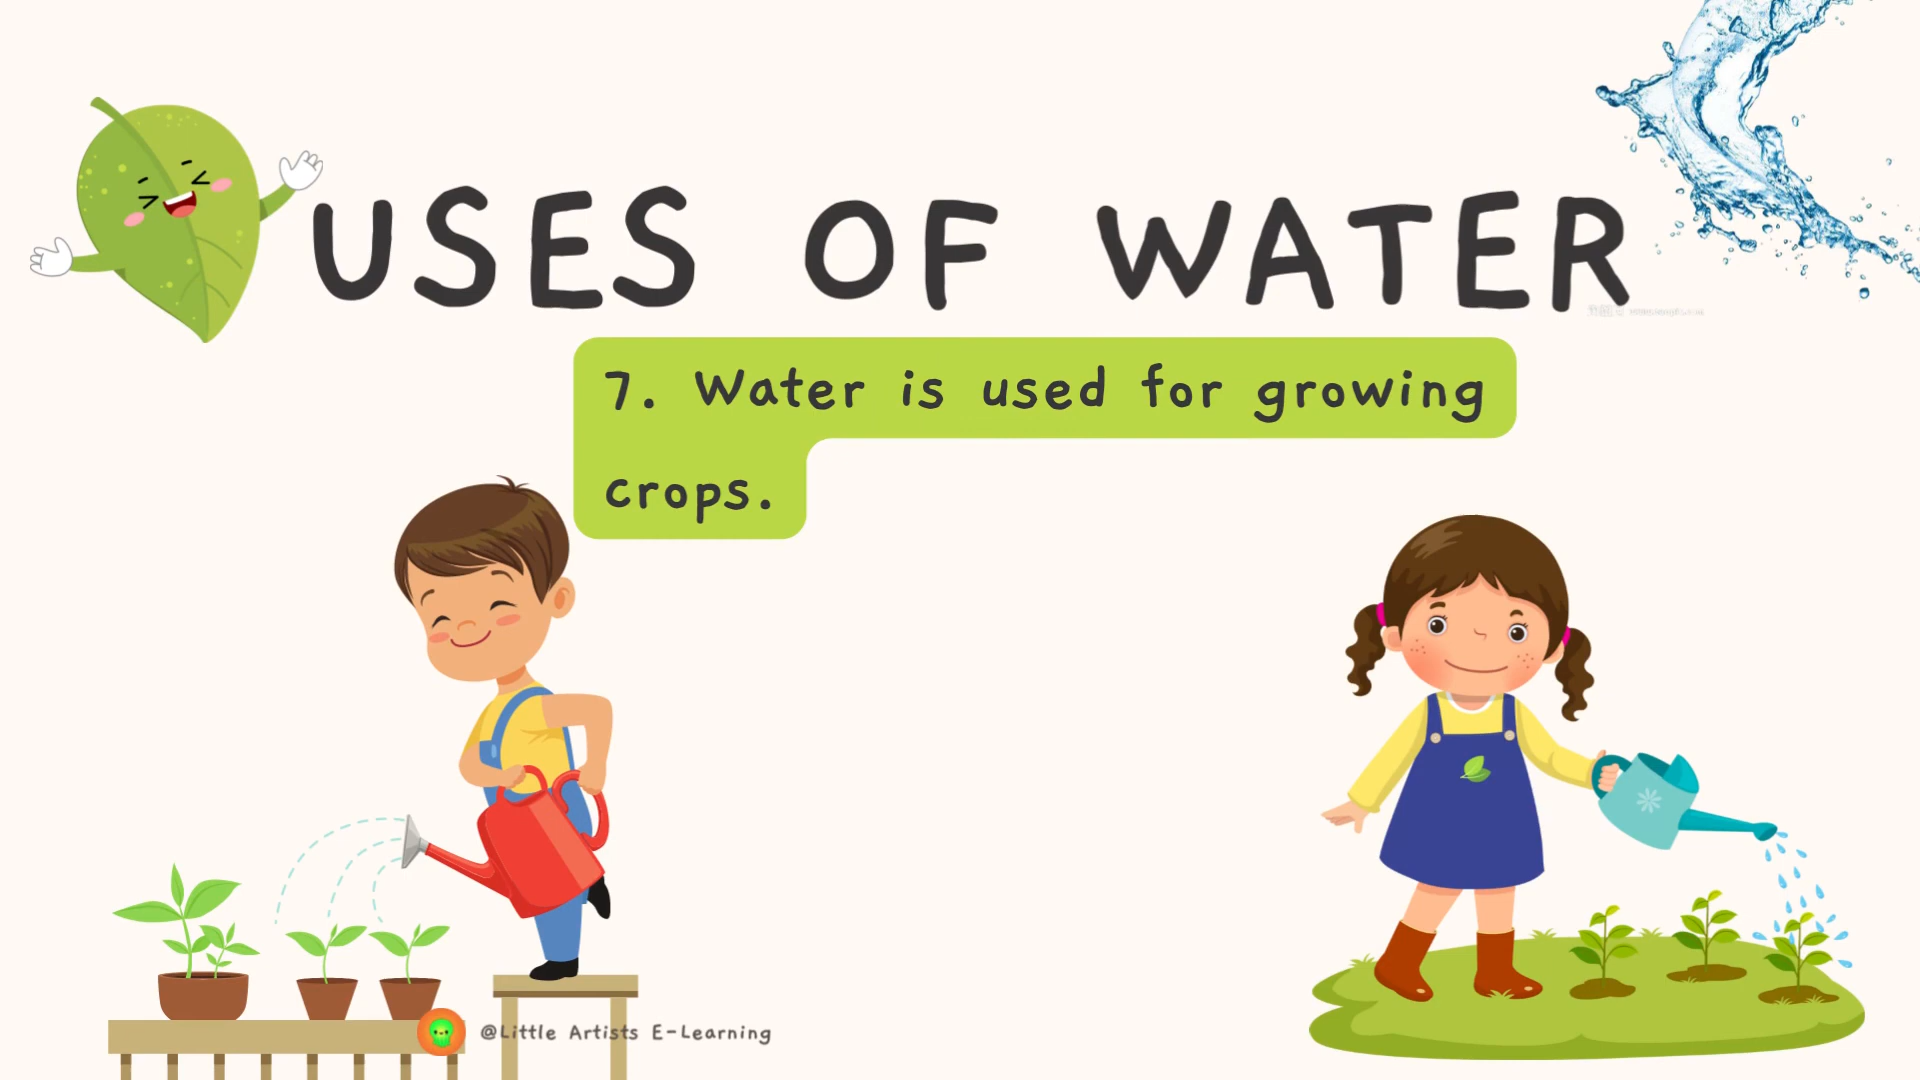 USES OF WATER
7. Water is used for growing
crops.
@Little Artists E-Learning